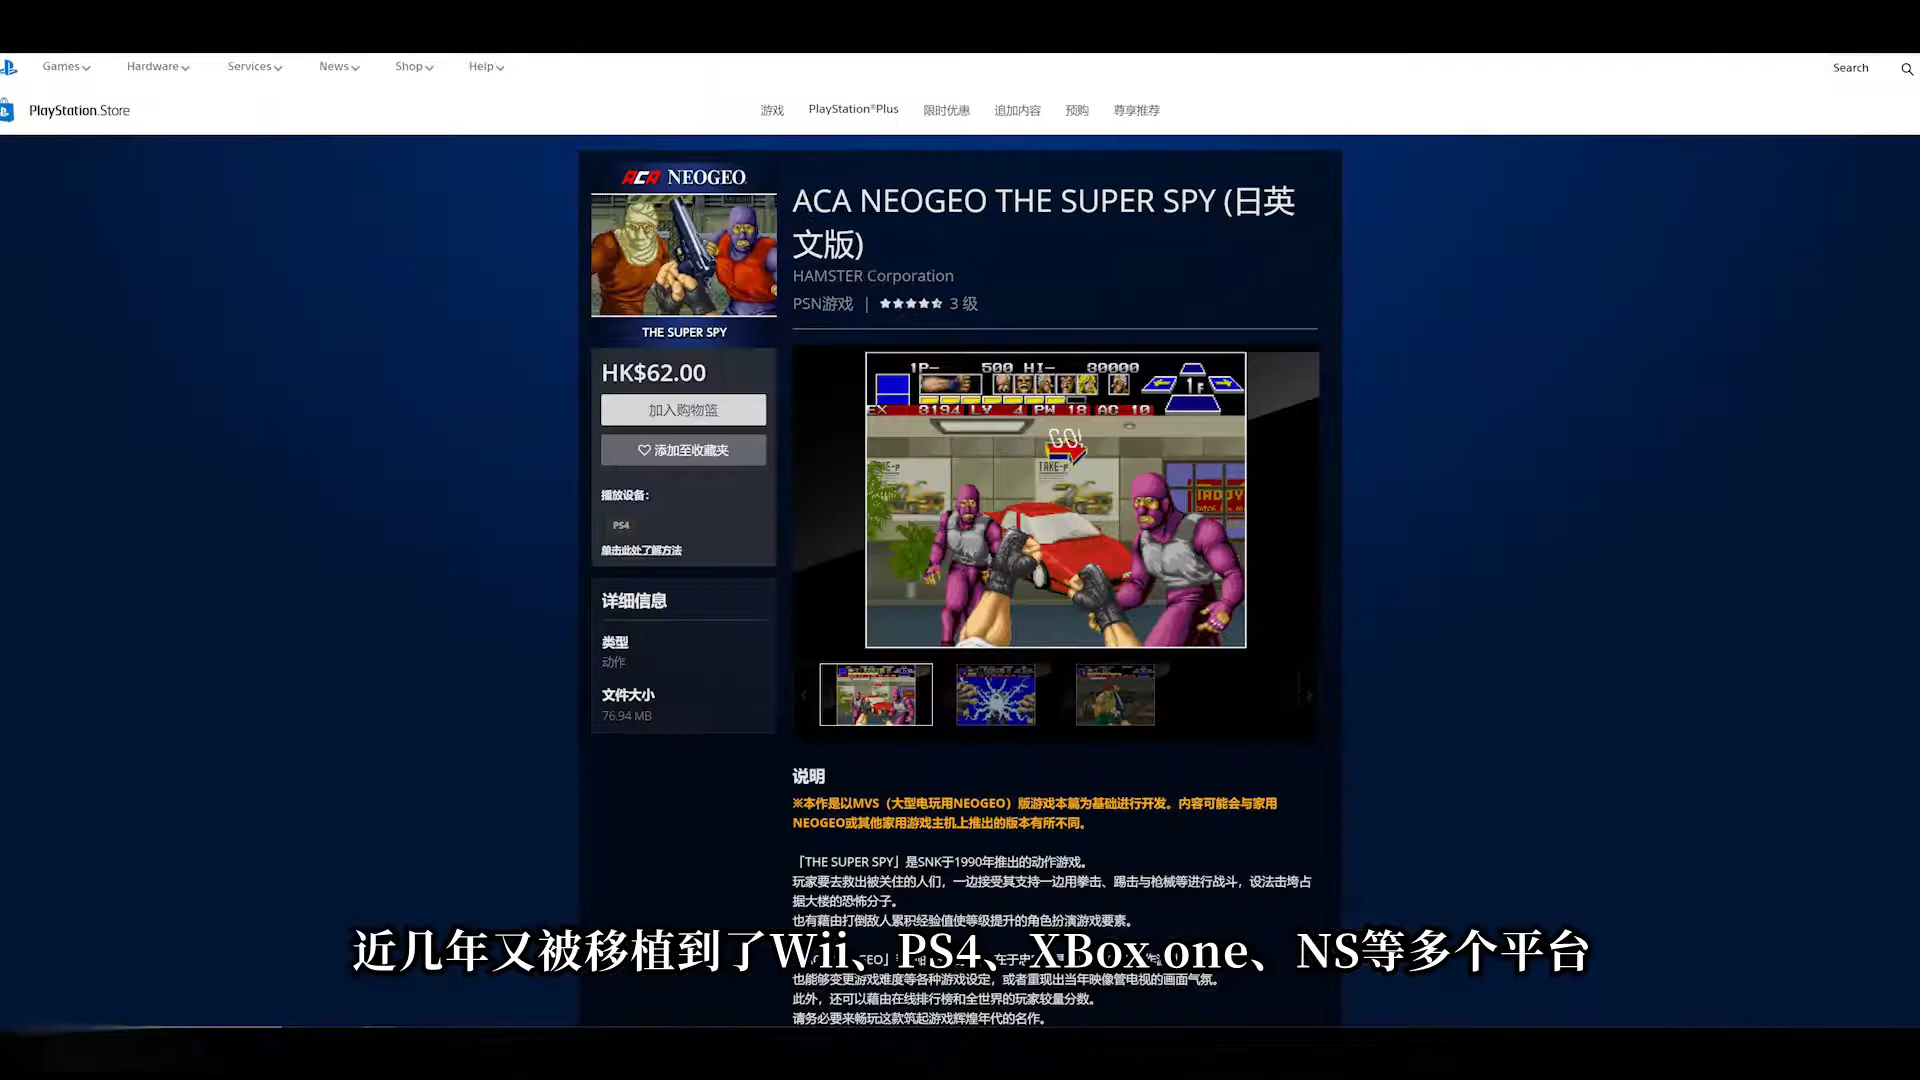 Games
Hardware
Services
News
Shop
Help
Search
PlayStation.Store
游戏
PlayStation®Plus
限时优惠
追加内容
预购
尊享推荐
ACA NEOGEO
THE SUPER SPY
ACA NEOGEO THE SUPER SPY (日英
文版)
HAMSTER Corporation
PSN游戏
3 级
HK$62.00
加入购物篮
添加至收藏夹
播放设备：
PS4
单击此处了解方法
详细信息
类型
动作
文件大小
76.94 MB
1P- 500 HI- 30000
1F
EX 3194 LV 4 PW 18 AC 10
GO!
TAKE-P
说明
※本作是以MVS（大型电玩用NEOGEO）版游戏本篇为基础进行开发。内容可能会与家用
NEOGEO或其他家用游戏主机上推出的版本有所不同。
「THE SUPER SPY」是SNK于1990年推出的动作游戏。
玩家要去救出被关住的人们，一边接受其支持一边用拳击、踢击与枪械等进行战斗，设法击垮占
据大楼的恐怖分子。
也有藉由打倒敌人累积经验值使等级提升的角色扮演游戏要素。
近几年又被移植到了Wii、PS4、XBox one、NS等多个平台
也能够变更游戏难度等各种游戏设定，或者重现出当年映像管电视的画面气氛。
此外，还可以藉由在线排行榜和全世界的玩家较量分数。
请务必要来畅玩这款筑起游戏辉煌年代的名作。